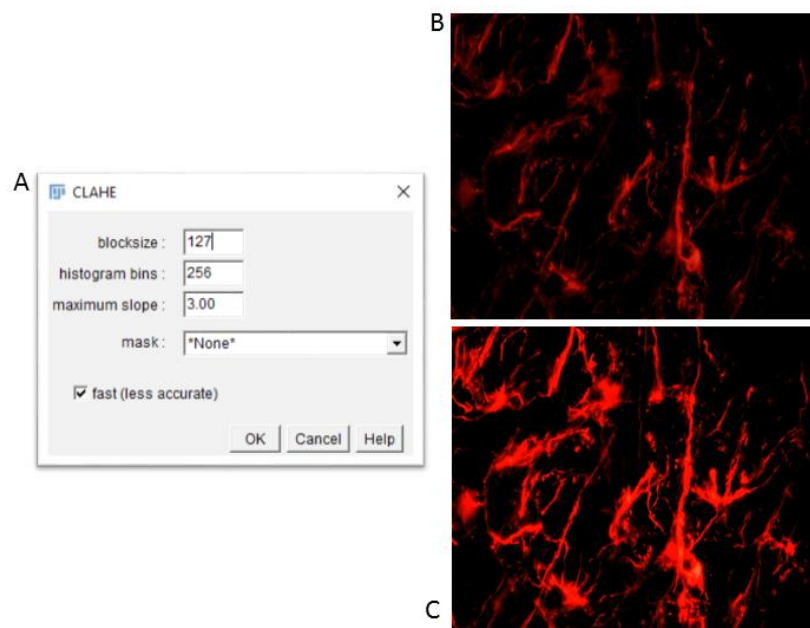 B
A
CLAHE
blocksize : 127
histogram bins : 256
maximum slope : 3.00
mask : *None*
fast (less accurate)
OK Cancel Help
C